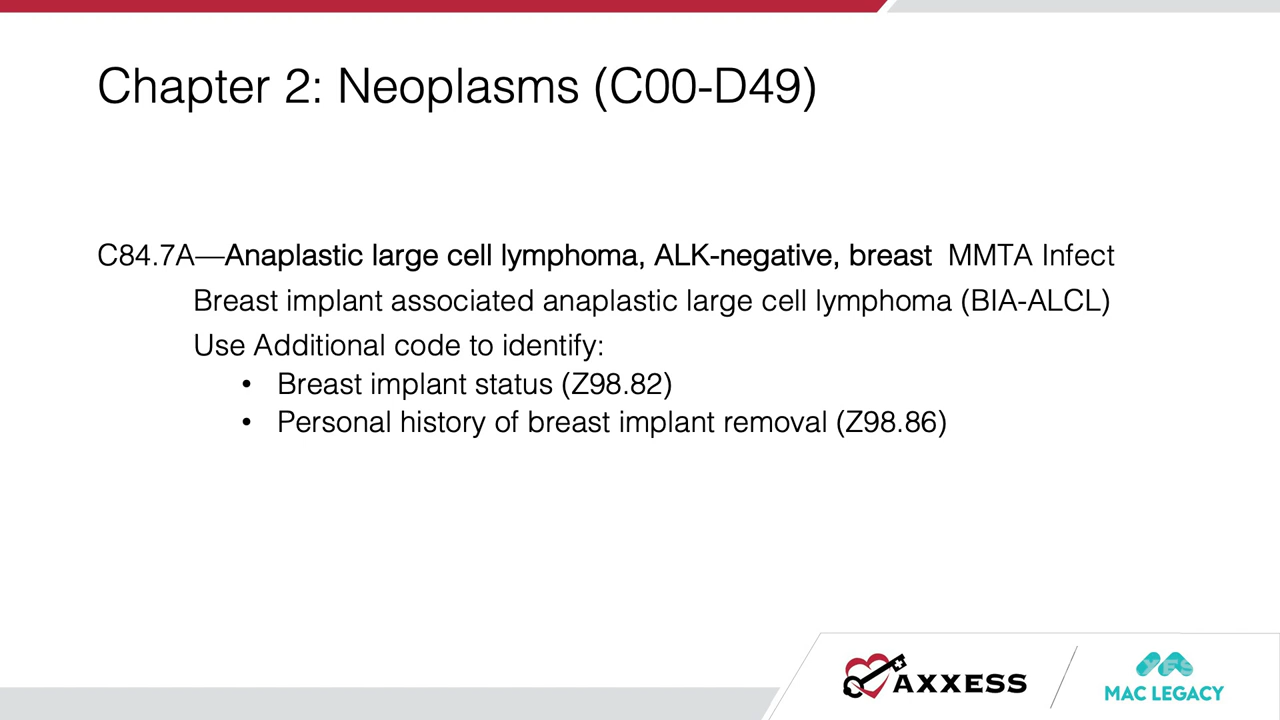 Chapter 2: Neoplasms (C00-D49)
C84.7A—Anaplastic large cell lymphoma, ALK-negative, breast MMTA Infect
Breast implant associated anaplastic large cell lymphoma (BIA-ALCL)
Use Additional code to identify:
• Breast implant status (Z98.82)
• Personal history of breast implant removal (Z98.86)
AXXESS
MAC LEGACY